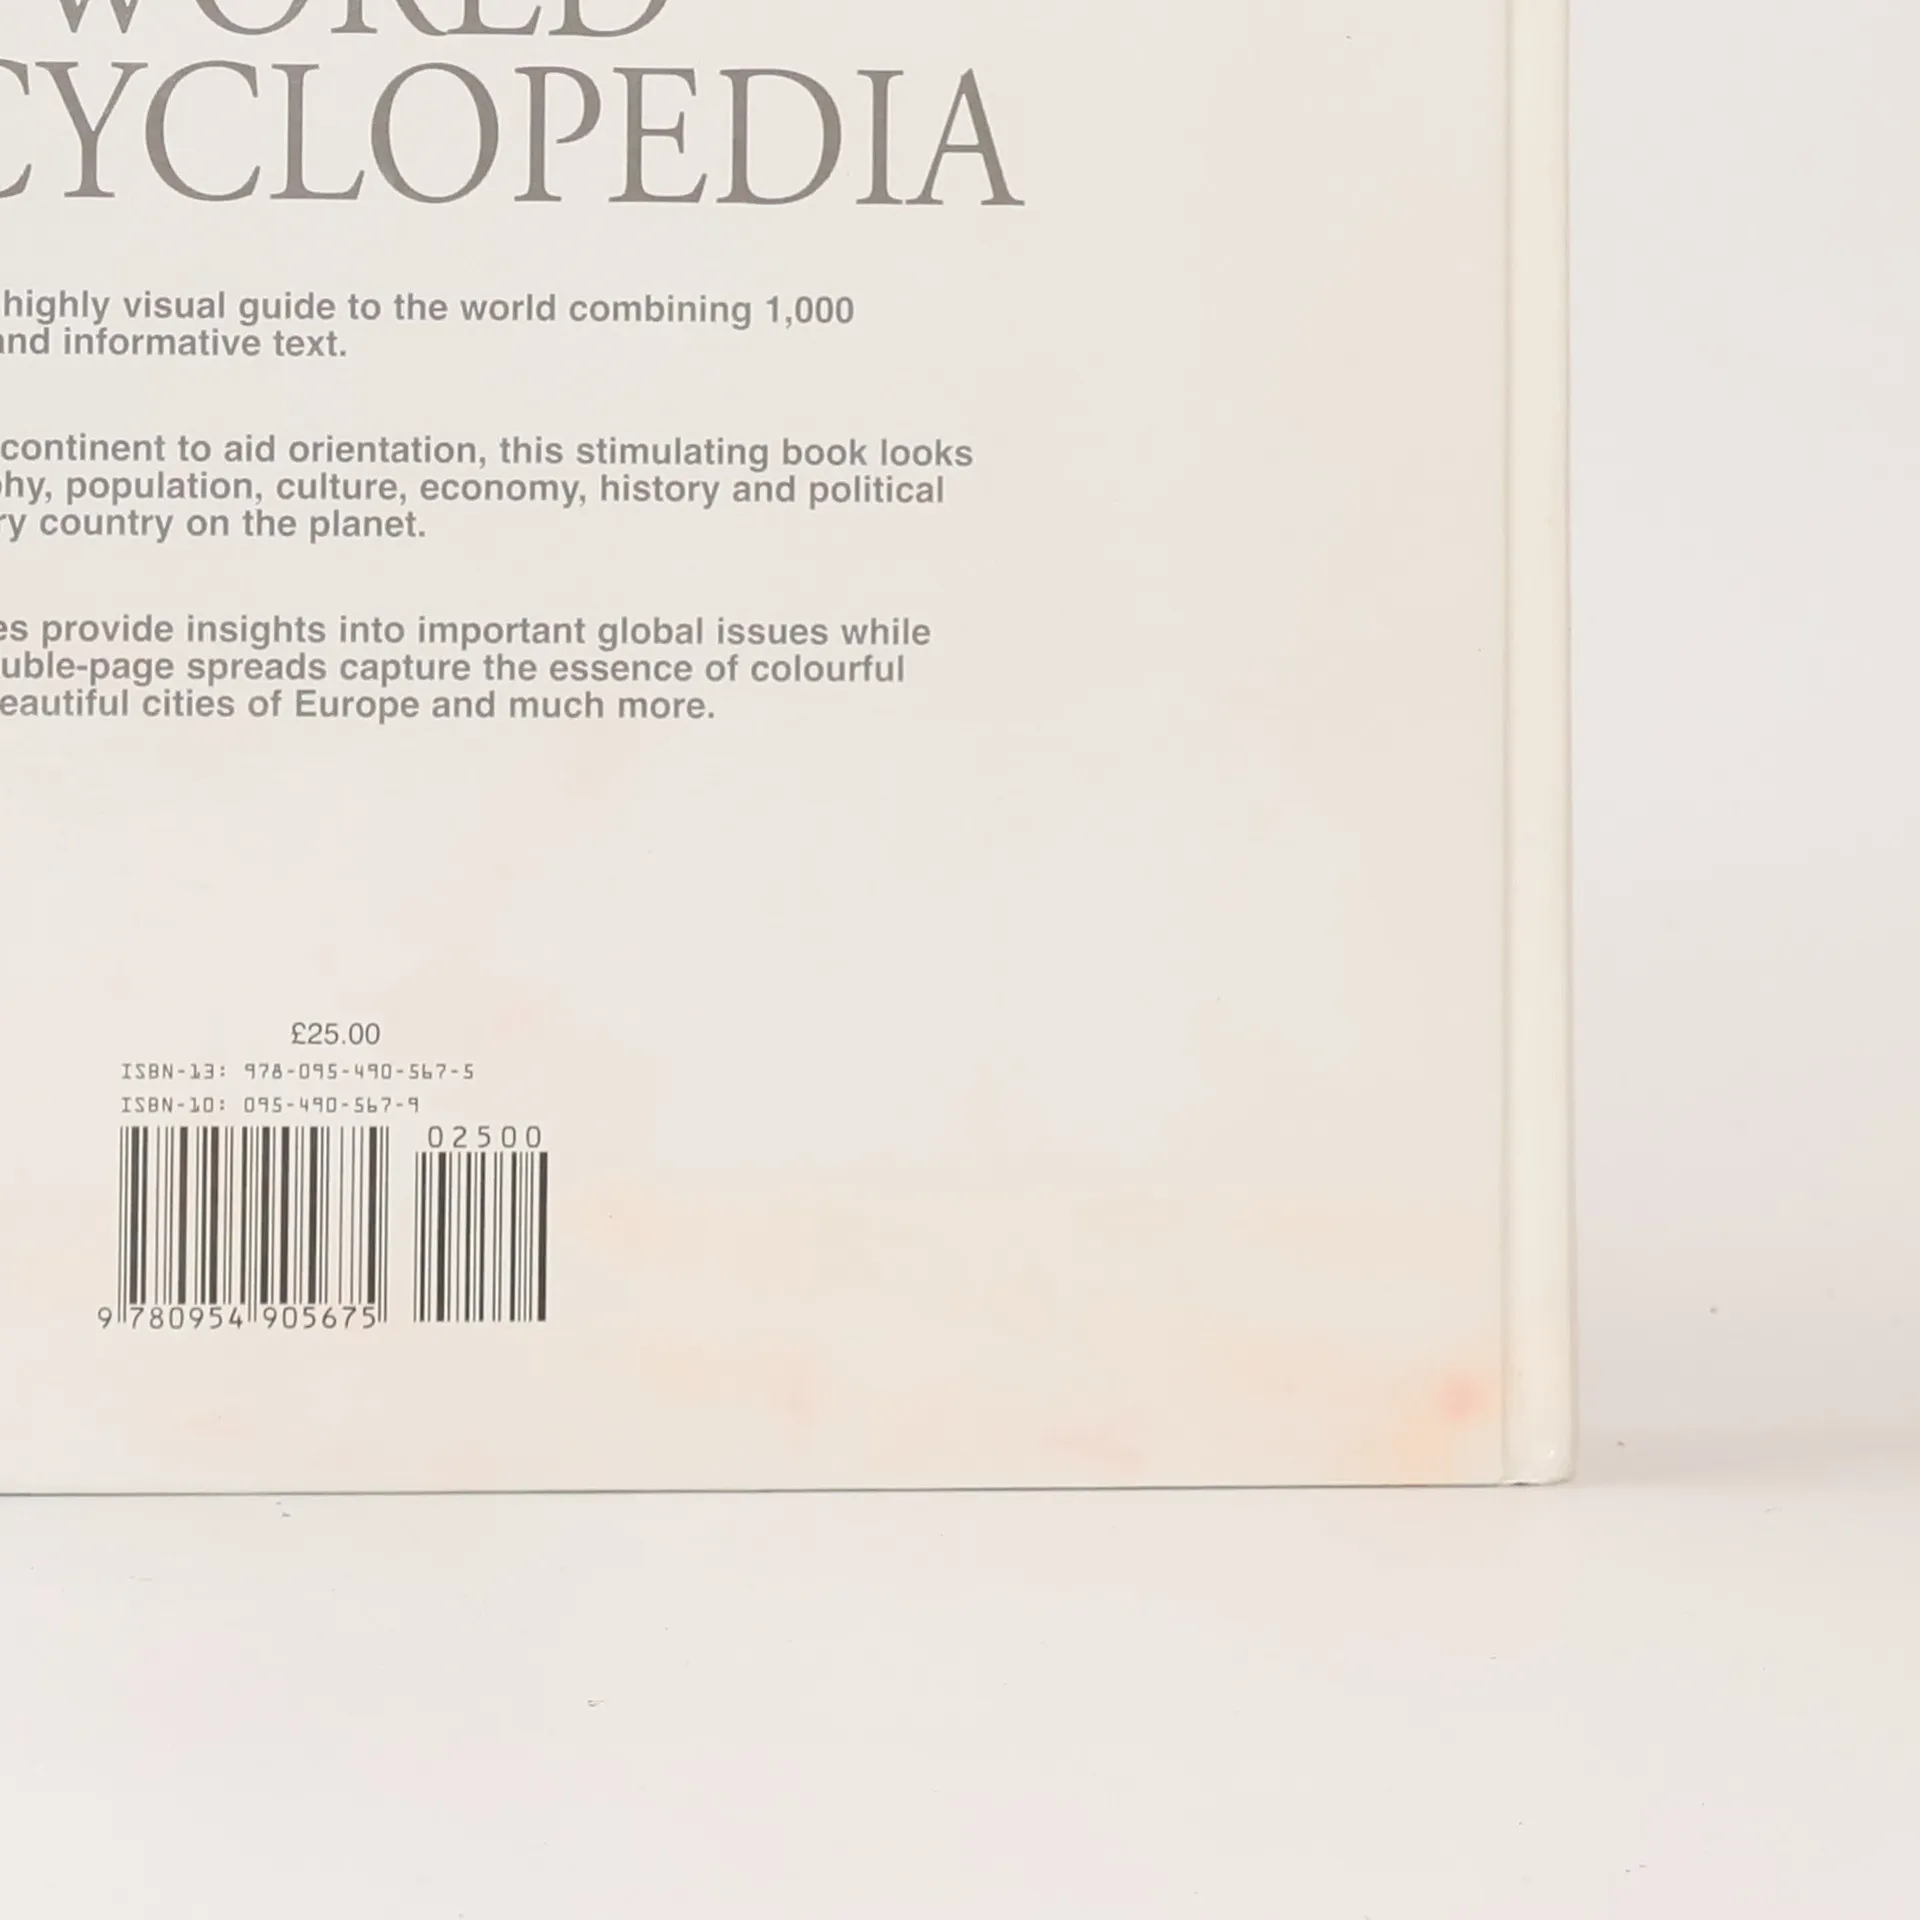 WORLD
CYCLOPEDIA
highly visual guide to the world combining 1,000
and informative text.
continent to aid orientation, this stimulating book looks
hy, population, culture, economy, history and political
ry country on the planet.
es provide insights into important global issues while
uble-page spreads capture the essence of colourful
eautiful cities of Europe and much more.
£25.00
ISBN-13: 978-095-490-567-5
ISBN-10: 095-490-567-9
02500
9 780954 905675